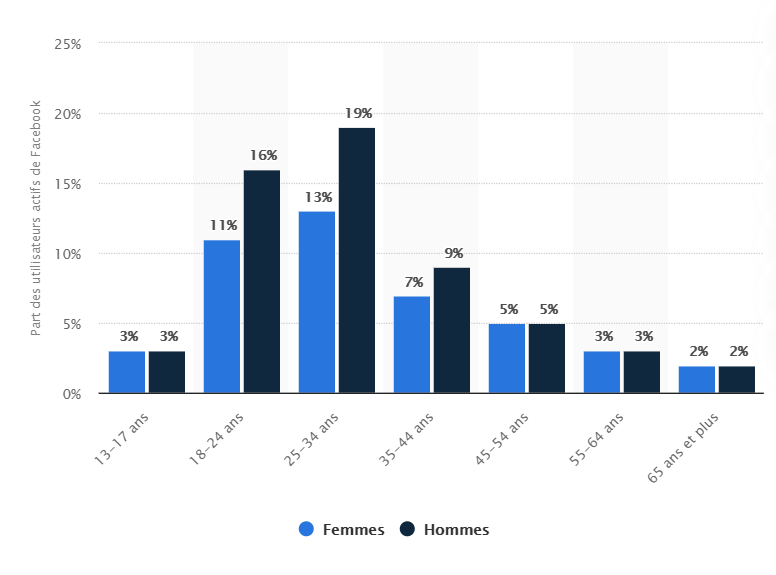 Part des utilisateurs actifs de Facebook
25%
20%
15%
10%
5%
0%
3% 3%
11% 16%
13% 19%
7% 9%
5% 5%
3% 3%
2% 2%
13–17 ans
18–24 ans
25–34 ans
35–44 ans
45–54 ans
55–64 ans
65 ans et plus
Femmes Hommes